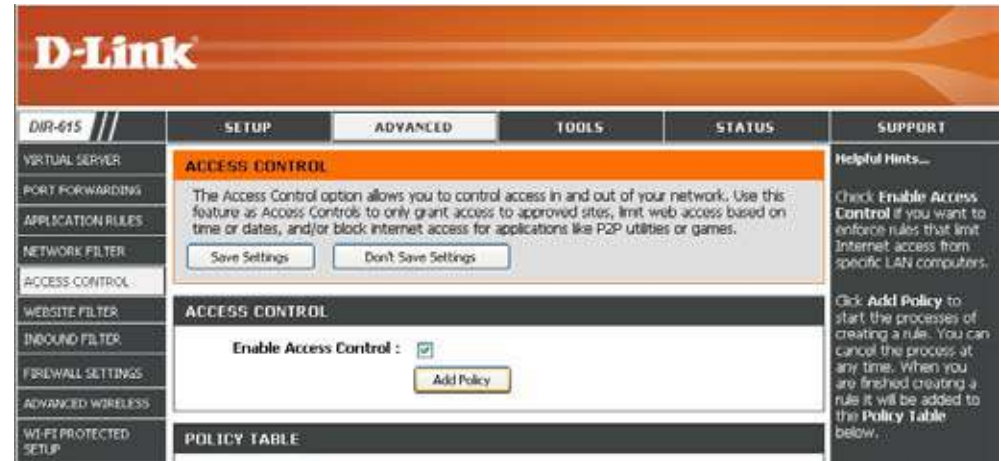 D-Link
DIR-615
SETUP
ADVANCED
TOOLS
STATUS
SUPPORT
VIRTUAL SERVER
PORT FORWARDING
APPLICATION RULES
NETWORK FILTER
ACCESS CONTROL
WEBSITE FILTER
INBOUND FILTER
FIREWALL SETTINGS
ADVANCED WIRELESS
WI-FI PROTECTED
SETUP
ACCESS CONTROL
The Access Control option allows you to control access in and out of your network. Use this
feature as Access Controls to only grant access to approved sites, limit web access based on
time or dates, and/or block internet access for applications like P2P utilities or games.
Save Settings
Don't Save Settings
ACCESS CONTROL
Enable Access Control :
Add Policy
POLICY TABLE
Helpful Hints...
Check Enable Access
Control if you want to
enforce rules that limit
Internet access from
specific LAN computers.
Click Add Policy to
start the processes of
creating a rule. You can
cancel the process at
any time. When you
are finished creating a
rule it will be added to
the Policy Table
below.